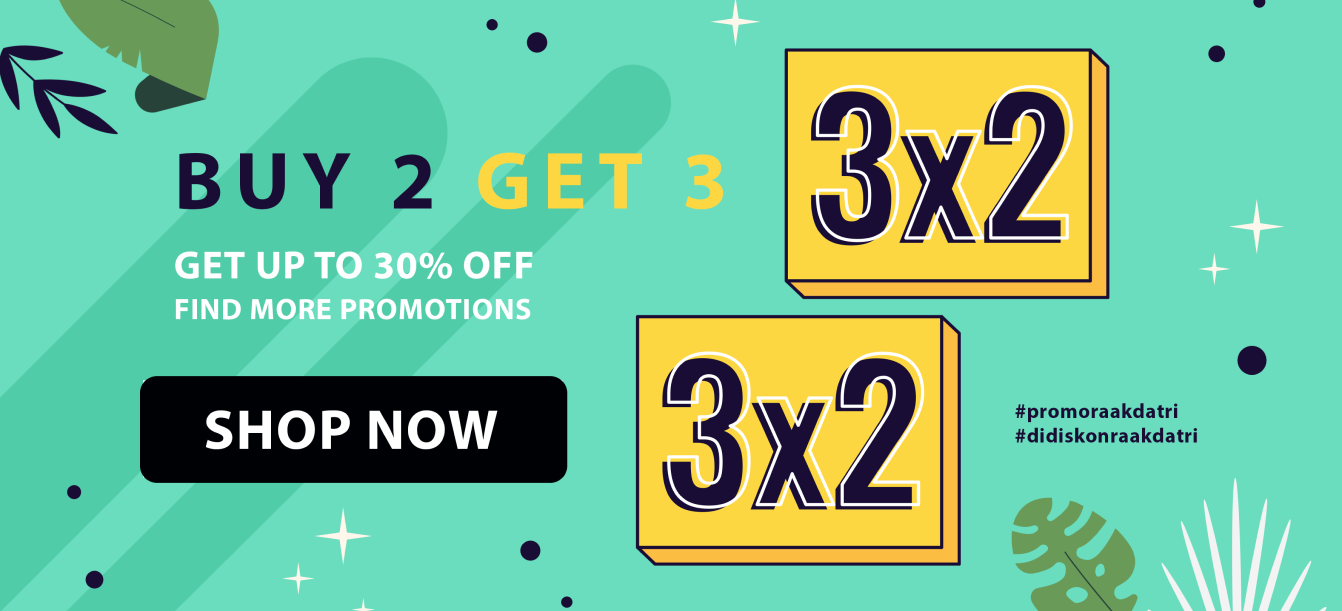 BUY 2 GET 3
GET UP TO 30% OFF
FIND MORE PROMOTIONS
SHOP NOW
3x2
3x2
#promoraakdatri
#didiskonraakdatri